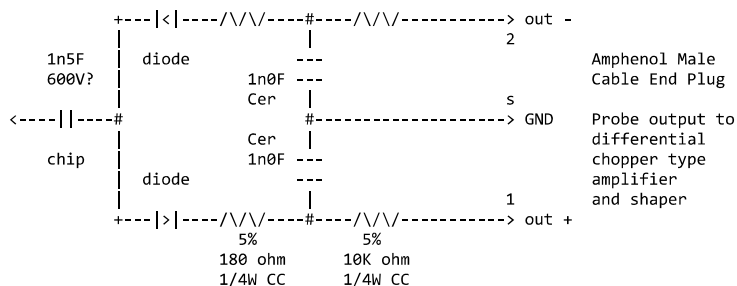 +---|<|----/\/\/-----#----/\/\/-------------> out -
| | 2
1n5F | diode --- Amphenol Male
600V? | 1n0F --- Cable End Plug
| Cer | s
<----||----# #------------------------> GND Probe output to
| Cer | differential
chip | 1n0F --- chopper type
| diode --- amplifier
| | 1 and shaper
+---|>|----/\/\/-----#----/\/\/-------------> out +
5% 5%
180 ohm 10K ohm
1/4W CC 1/4W CC